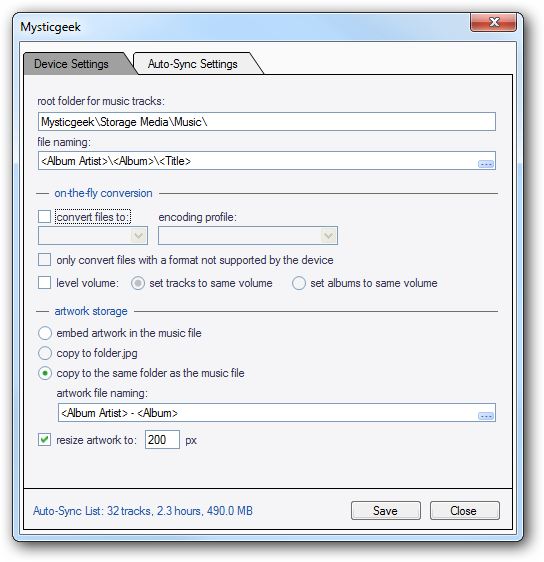 Mysticgeek
Device Settings
Auto-Sync Settings
root folder for music tracks:
Mysticgeek\Storage Media\Music\
file naming:
<Album Artist>\<Album>\<Title>
...
on-the-fly conversion
convert files to:
encoding profile:
only convert files with a format not supported by the device
level volume:
set tracks to same volume
set albums to same volume
artwork storage
embed artwork in the music file
copy to folder.jpg
copy to the same folder as the music file
artwork file naming:
<Album Artist> - <Album>
...
resize artwork to: 200 px
Auto-Sync List: 32 tracks, 2.3 hours, 490.0 MB
Save
Close